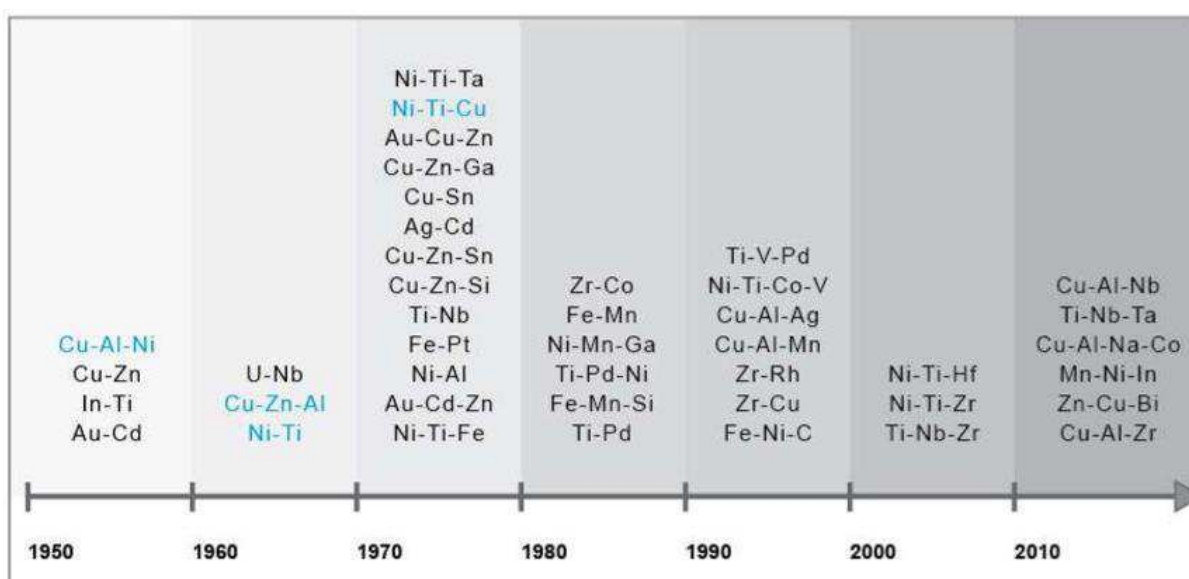 Cu-Al-Ni
Cu-Zn
In-Ti
Au-Cd
U-Nb
Cu-Zn-Al
Ni-Ti
Ni-Ti-Ta
Ni-Ti-Cu
Au-Cu-Zn
Cu-Zn-Ga
Cu-Sn
Ag-Cd
Cu-Zn-Sn
Cu-Zn-Si
Ti-Nb
Fe-Pt
Ni-Al
Au-Cd-Zn
Ni-Ti-Fe
Zr-Co
Fe-Mn
Ni-Mn-Ga
Ti-Pd-Ni
Fe-Mn-Si
Ti-Pd
Ti-V-Pd
Ni-Ti-Co-V
Cu-Al-Ag
Cu-Al-Mn
Zr-Rh
Zr-Cu
Fe-Ni-C
Ni-Ti-Hf
Ni-Ti-Zr
Ti-Nb-Zr
Cu-Al-Nb
Ti-Nb-Ta
Cu-Al-Na-Co
Mn-Ni-In
Zn-Cu-Bi
Cu-Al-Zr
1950 1960 1970 1980 1990 2000 2010